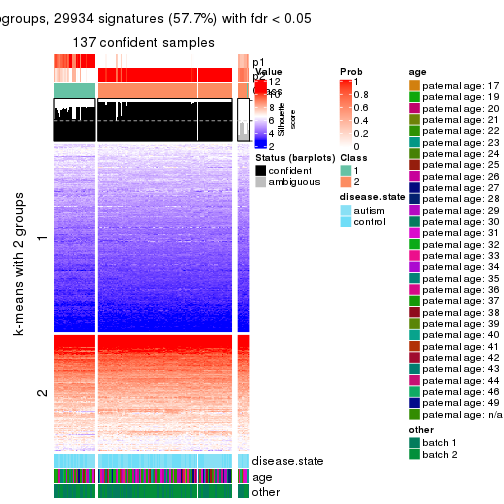 ogroups, 29934 signatures (57.7%) with fdr < 0.05
137 confident samples
k-means with 2 groups
1
2
p1
p2
Class
Silhouette
score
disease.state
age
other
Value
12
10
8
6
4
2
Status (barplots)
confident
ambiguous
Prob
1
0.8
0.6
0.4
0.2
0
Class
1
2
disease.state
autism
control
age
paternal age: 17
paternal age: 19
paternal age: 20
paternal age: 21
paternal age: 22
paternal age: 23
paternal age: 24
paternal age: 25
paternal age: 26
paternal age: 27
paternal age: 28
paternal age: 29
paternal age: 30
paternal age: 31
paternal age: 32
paternal age: 33
paternal age: 34
paternal age: 35
paternal age: 36
paternal age: 37
paternal age: 38
paternal age: 39
paternal age: 40
paternal age: 41
paternal age: 42
paternal age: 43
paternal age: 44
paternal age: 46
paternal age: 49
paternal age: n/a
other
batch 1
batch 2